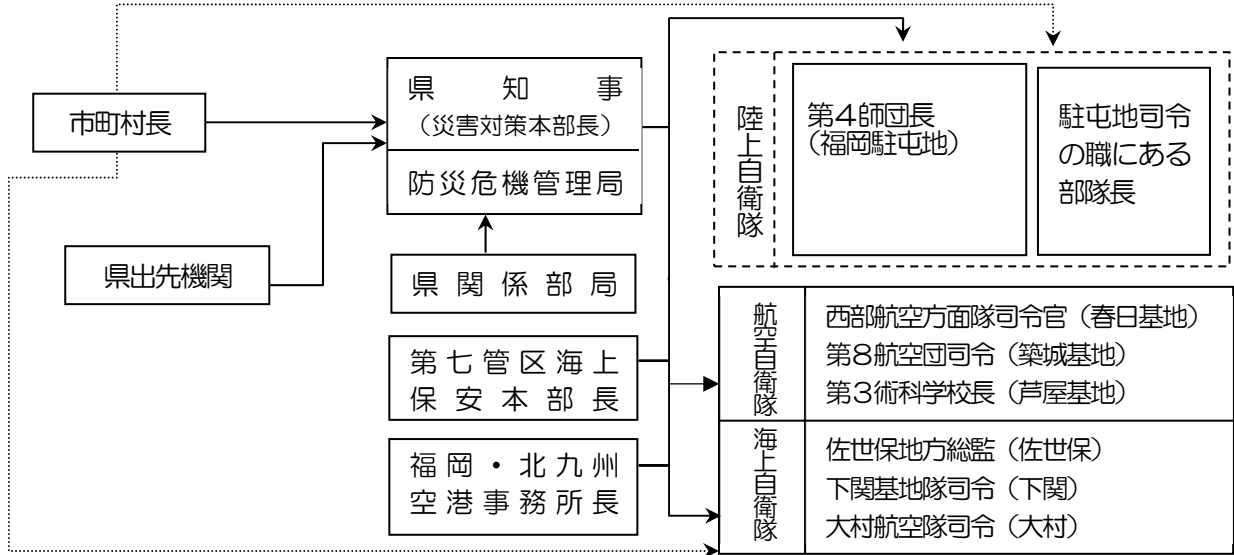 市町村長
県出先機関
県知事
（災害対策本部長）
防災危機管理局
県関係部局
第七管区海上
保安本部長
福岡・北九州
空港事務所長
陸上自衛隊
第４師団長
（福岡駐屯地）
駐屯地司令
の職にある
部隊長
航空自衛隊
西部航空方面隊司令官（春日基地）
第８航空団司令（築城基地）
第３術科学校長（芦屋基地）
海上自衛隊
佐世保地方総監（佐世保）
下関基地隊司令（下関）
大村航空隊司令（大村）